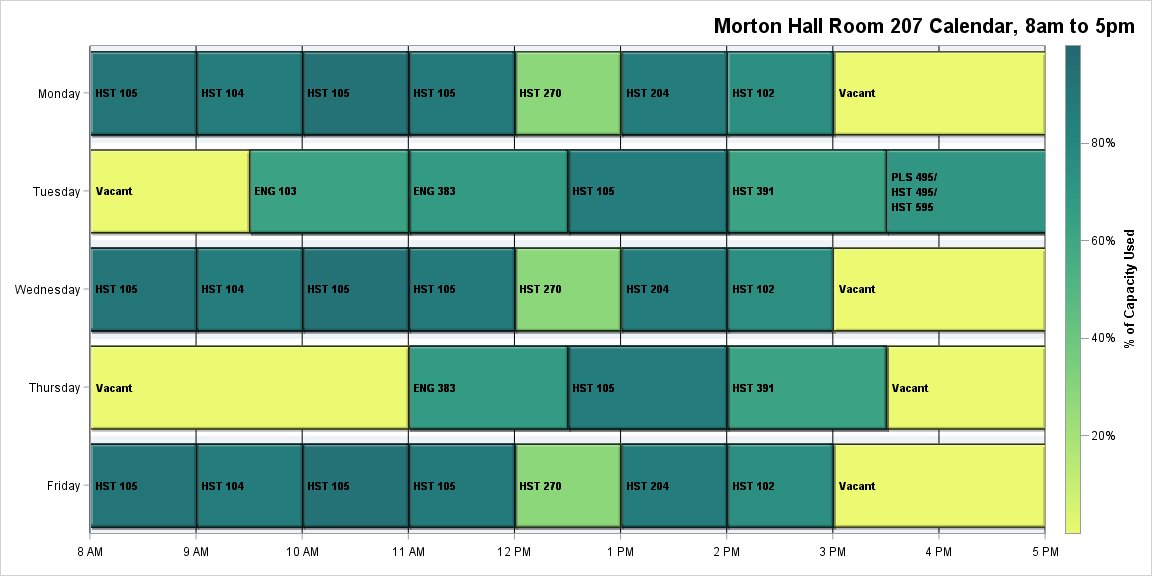 Morton Hall Room 207 Calendar, 8am to 5pm
Monday
HST 105
HST 104
HST 105
HST 105
HST 270
HST 204
HST 102
Vacant
Tuesday
Vacant
ENG 103
ENG 383
HST 105
HST 391
PLS 495/
HST 495/
HST 595
Wednesday
HST 105
HST 104
HST 105
HST 105
HST 270
HST 204
HST 102
Vacant
Thursday
Vacant
ENG 383
HST 105
HST 391
Vacant
Friday
HST 105
HST 104
HST 105
HST 105
HST 270
HST 204
HST 102
Vacant
8 AM
9 AM
10 AM
11 AM
12 PM
1 PM
2 PM
3 PM
4 PM
5 PM
80%
60%
40%
20%
% of Capacity Used